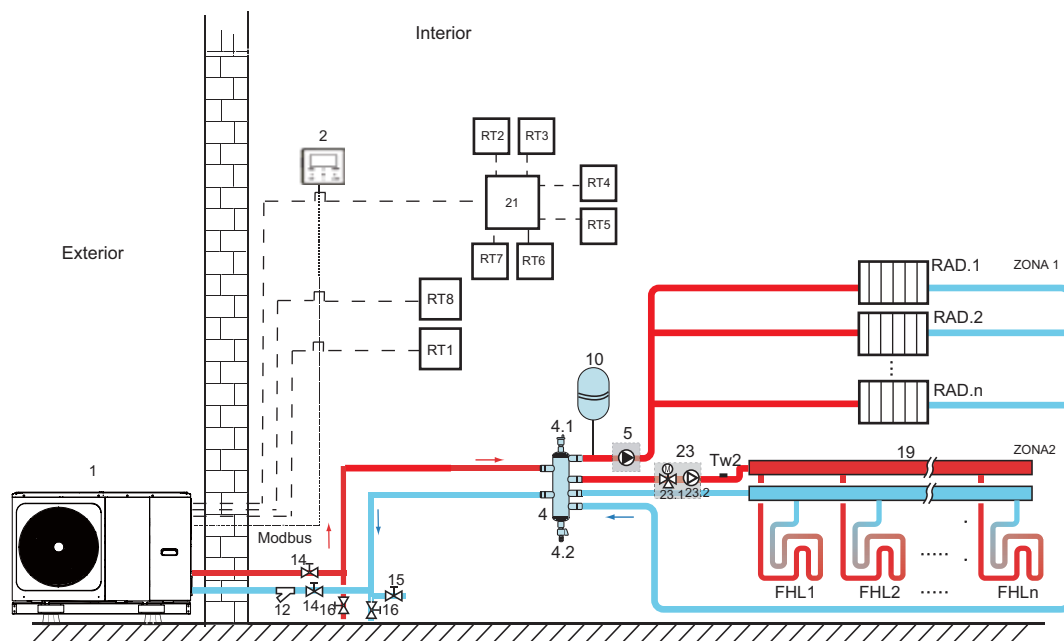 Interior
Exterior
2
RT2
RT3
RT4
21
RT5
RT7
RT6
RT8
RT1
RAD.1
ZONA 1
RAD.2
RAD.n
10
4.1
5
23
Tw2
19
ZONA2
M
23.1
23.2
4
4.2
1
Modbus
14
15
12
14
16
16
FHL1
FHL2
FHLn